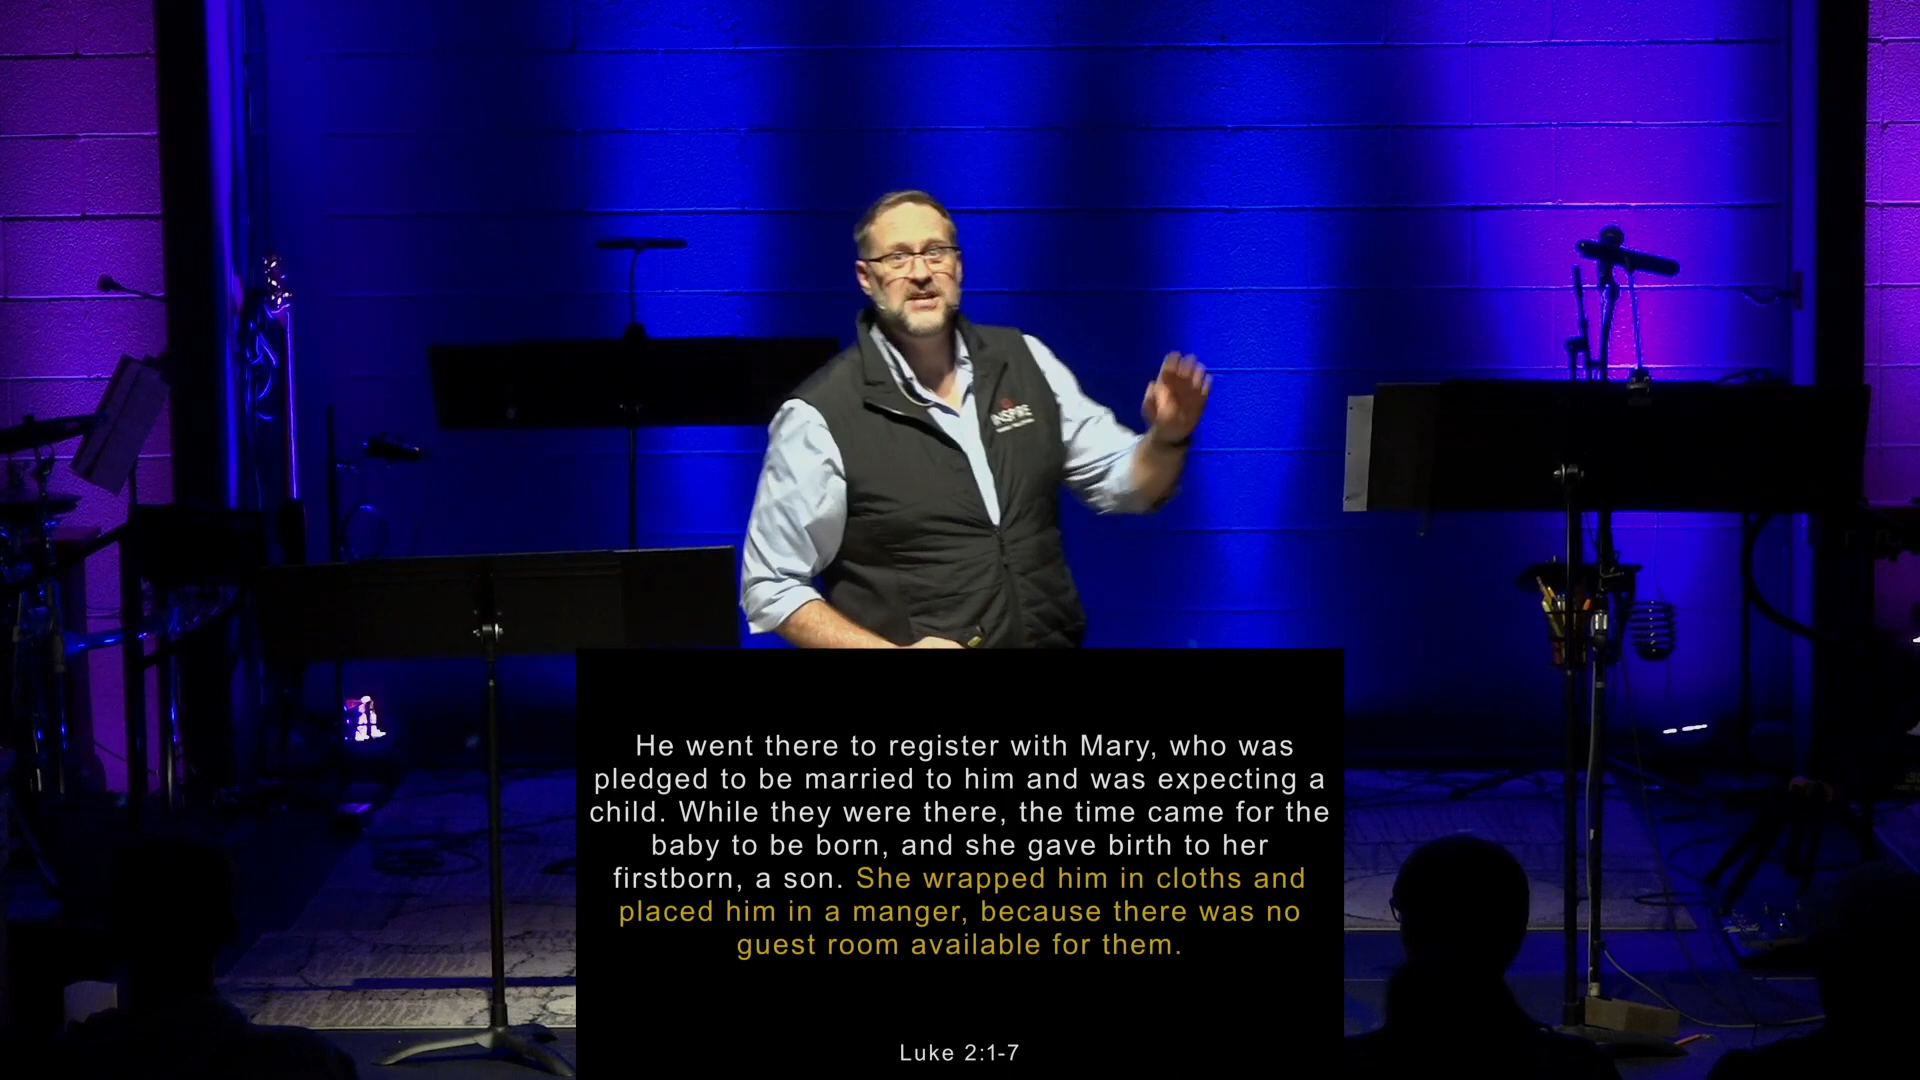 INSPIRE
He went there to register with Mary, who was
pledged to be married to him and was expecting a
child. While they were there, the time came for the
baby to be born, and she gave birth to her
firstborn, a son. She wrapped him in cloths and
placed him in a manger, because there was no
guest room available for them.
Luke 2:1-7